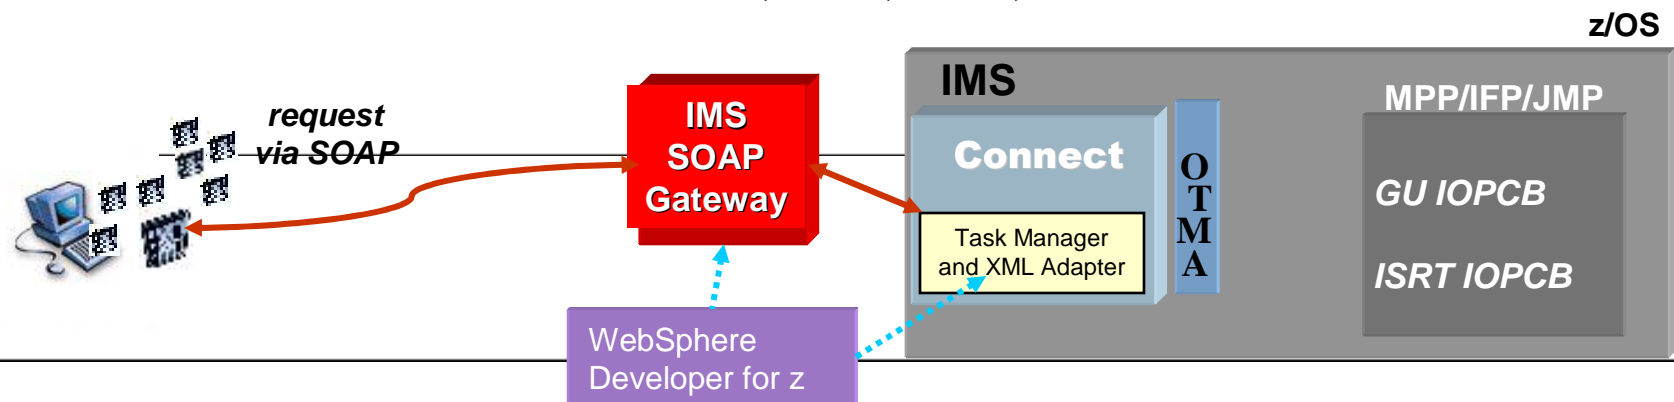 z/OS
request
via SOAP
IMS
SOAP
Gateway
IMS
Connect
Task Manager
and XML Adapter
OTMA
MPP/IFP/JMP
GU IOPCB
ISRT IOPCB
WebSphere
Developer for z